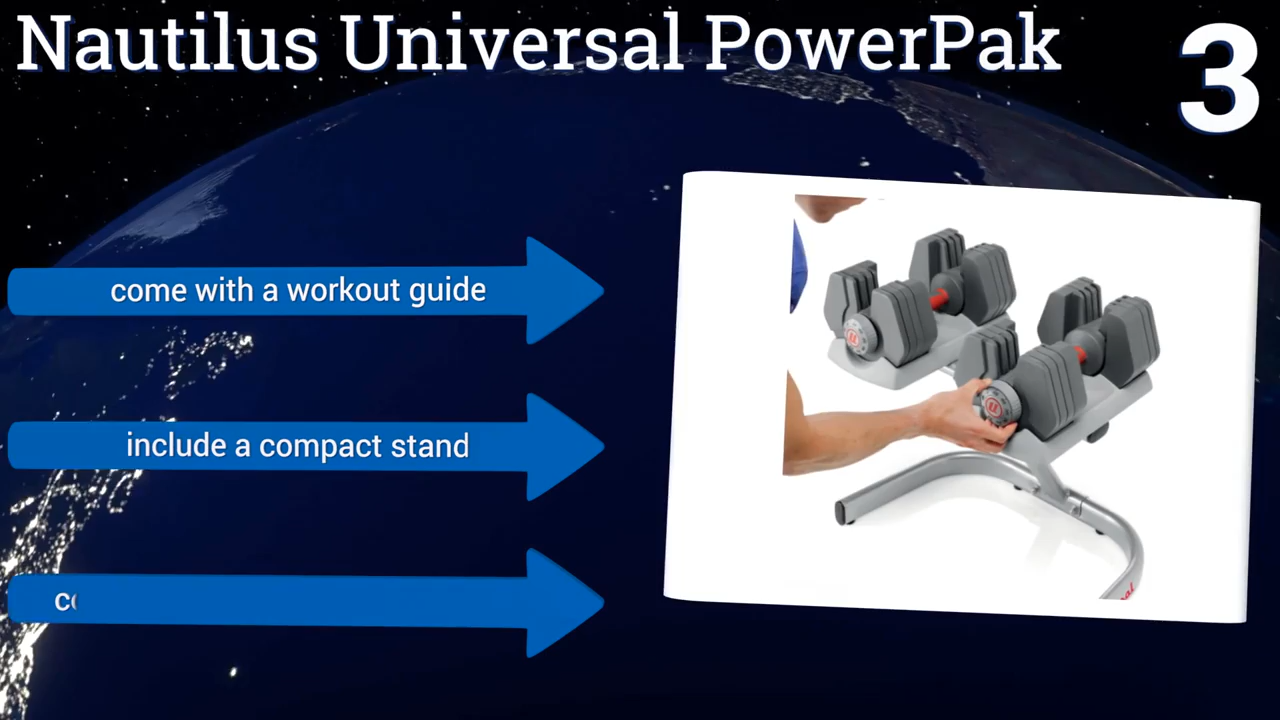 Nautilus Universal PowerPak
3
come with a workout guide
include a compact stand